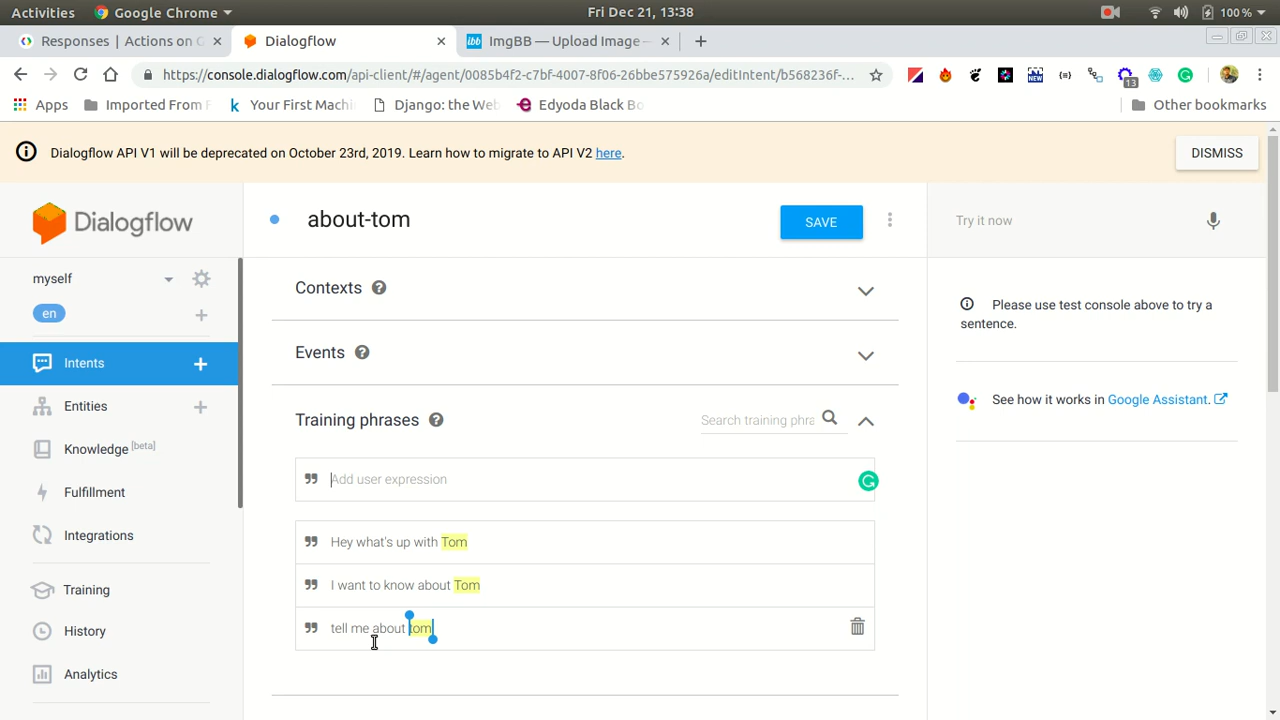 Activities Google Chrome Fri Dec 21, 13:38 100 %
Responses | Actions on G Dialogflow ibb ImgBB — Upload Image
https://console.dialogflow.com/api-client/#/agent/0085b4f2-c7bf-4007-8f06-26bbe575926a/editIntent/b568236f-... NEW 13
Apps Imported From F k Your First Machi Django: the Web Edyoda Black Bo Other bookmarks
Dialogflow API V1 will be deprecated on October 23rd, 2019. Learn how to migrate to API V2 here. DISMISS
Dialogflow about-tom SAVE Try it now
myself
en
Contexts
Please use test console above to try a
sentence.
Events
Intents
Entities
See how it works in Google Assistant.
Training phrases Search training phra
Knowledge [beta]
Add user expression
Fulfillment
Integrations
Hey what's up with Tom
I want to know about Tom
Training
tell me about tom
History
Analytics